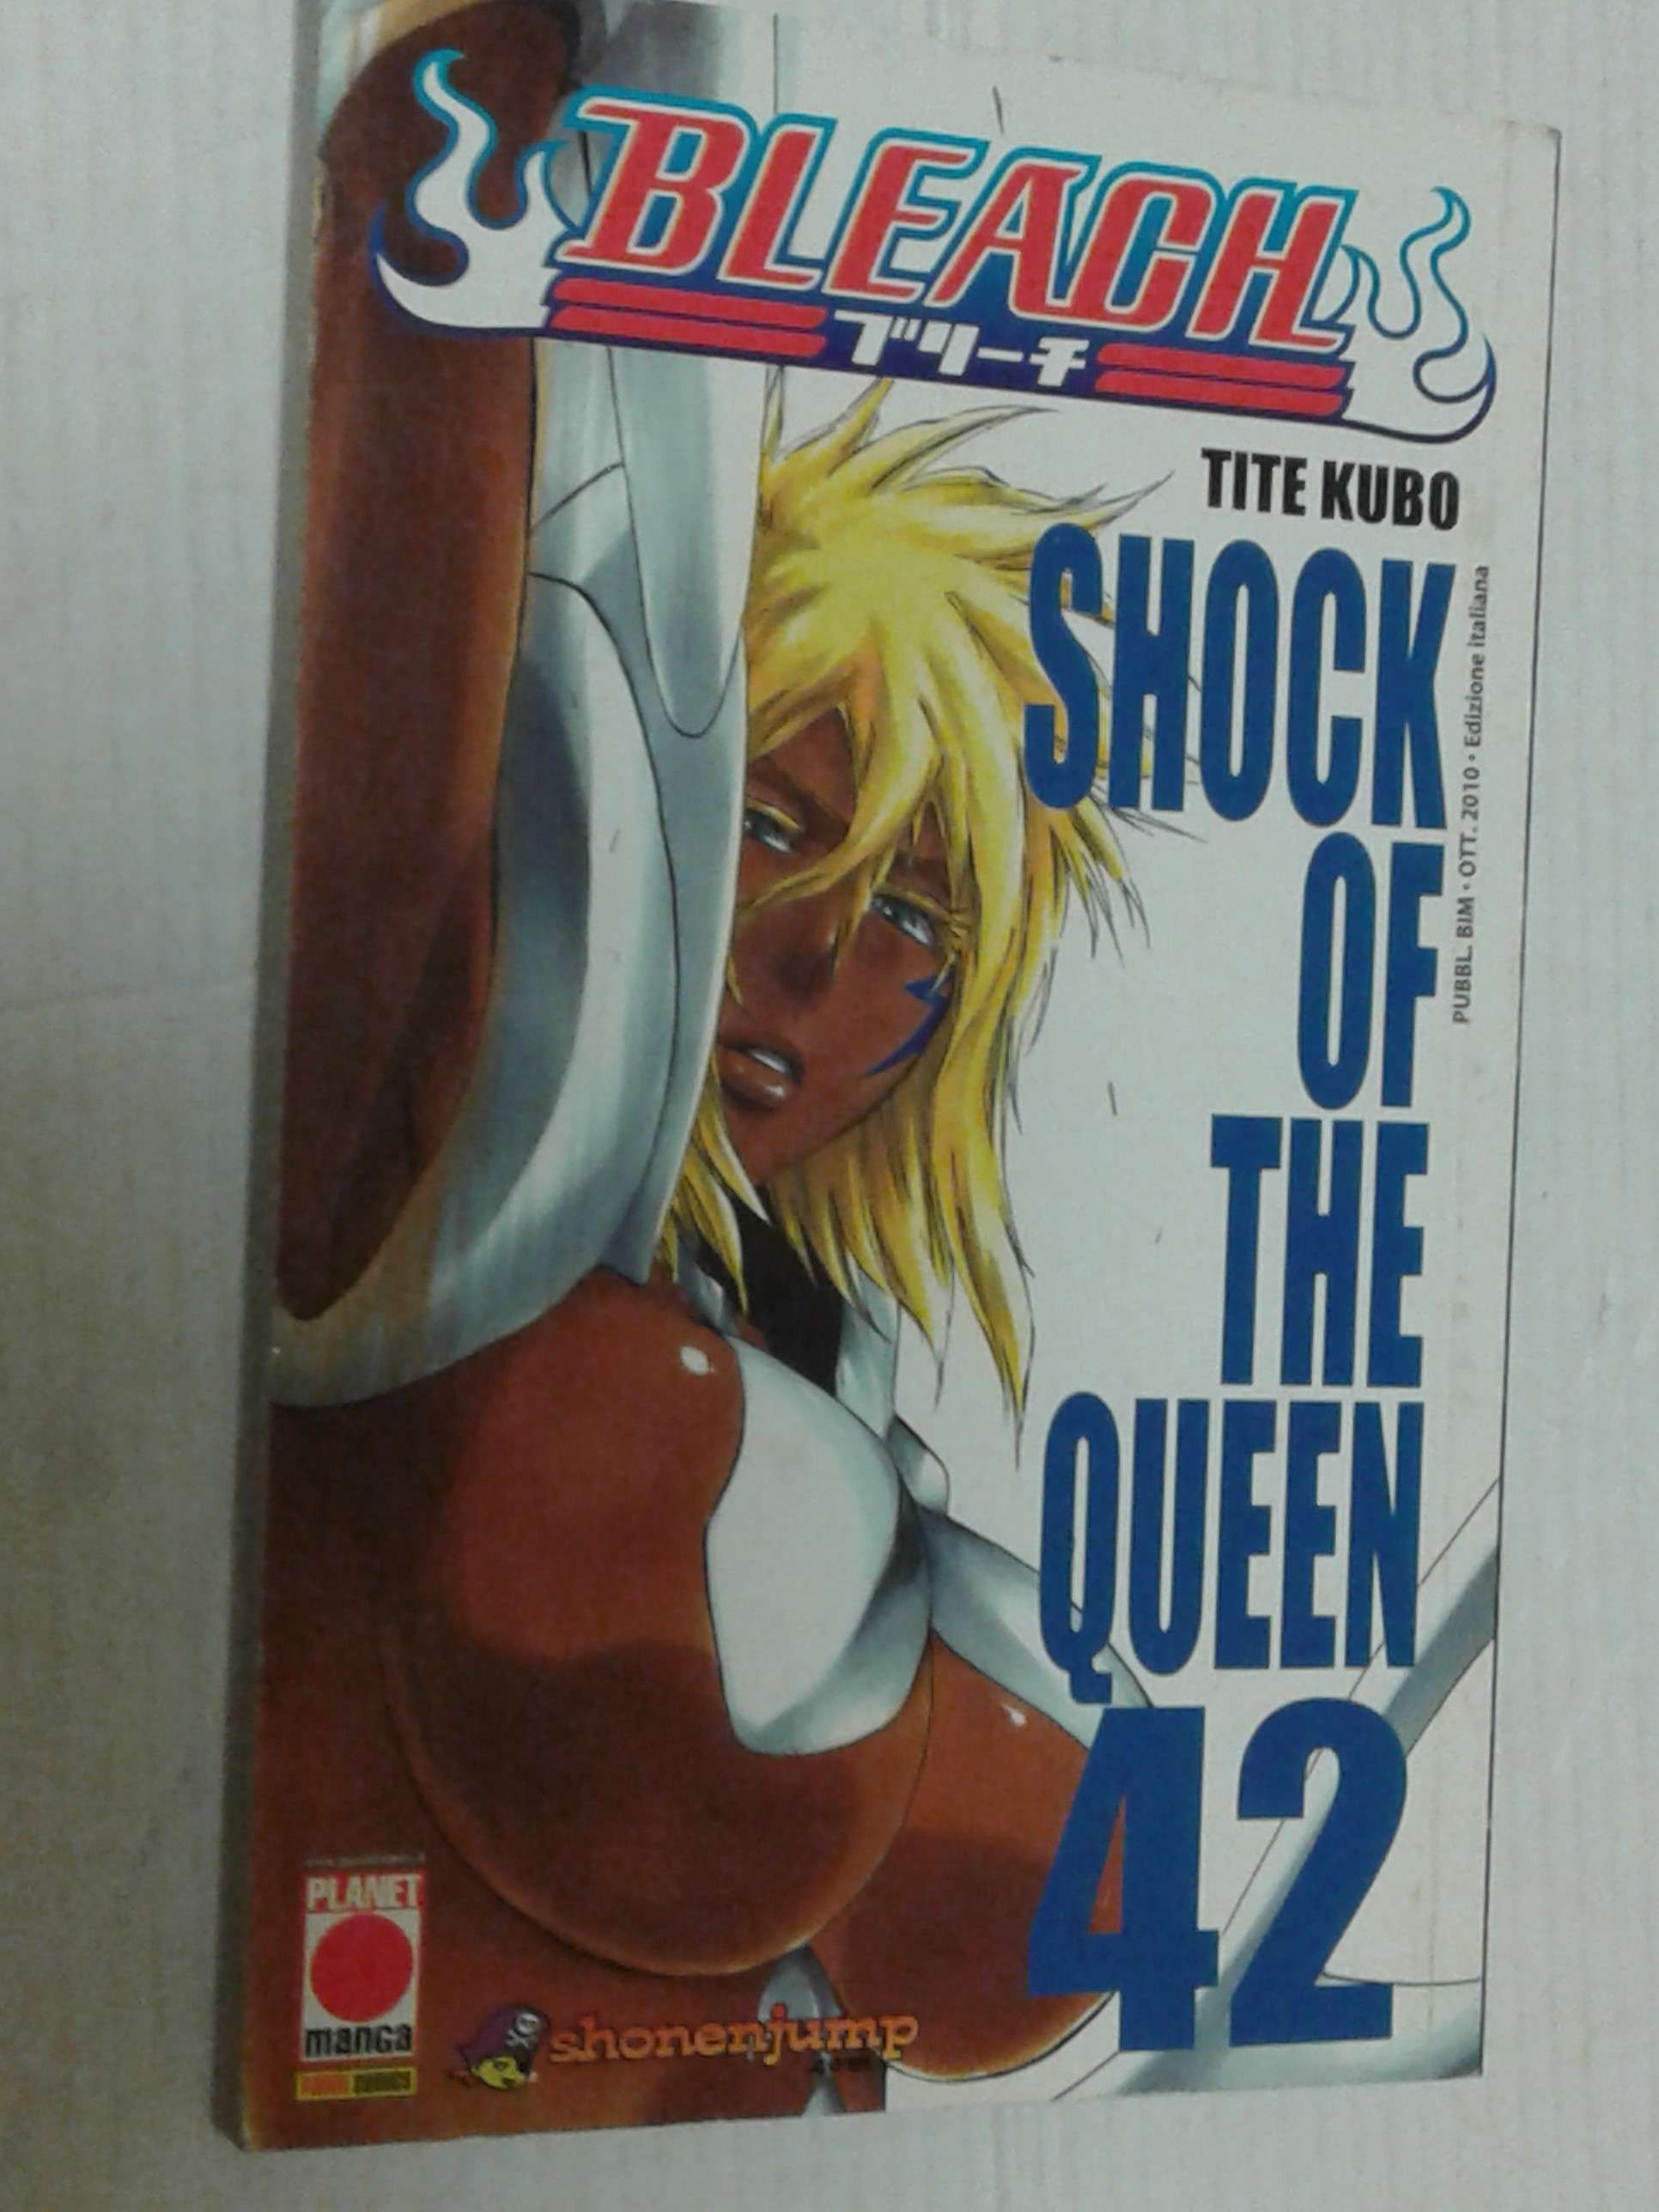 BLEACH
ブリーチ
TITE KUBO
SHOCK
OF
THE
QUEEN
42
PUBBL. BIM • OTT. 2010 • Edizione italiana
PLANET
manga
shonenjump